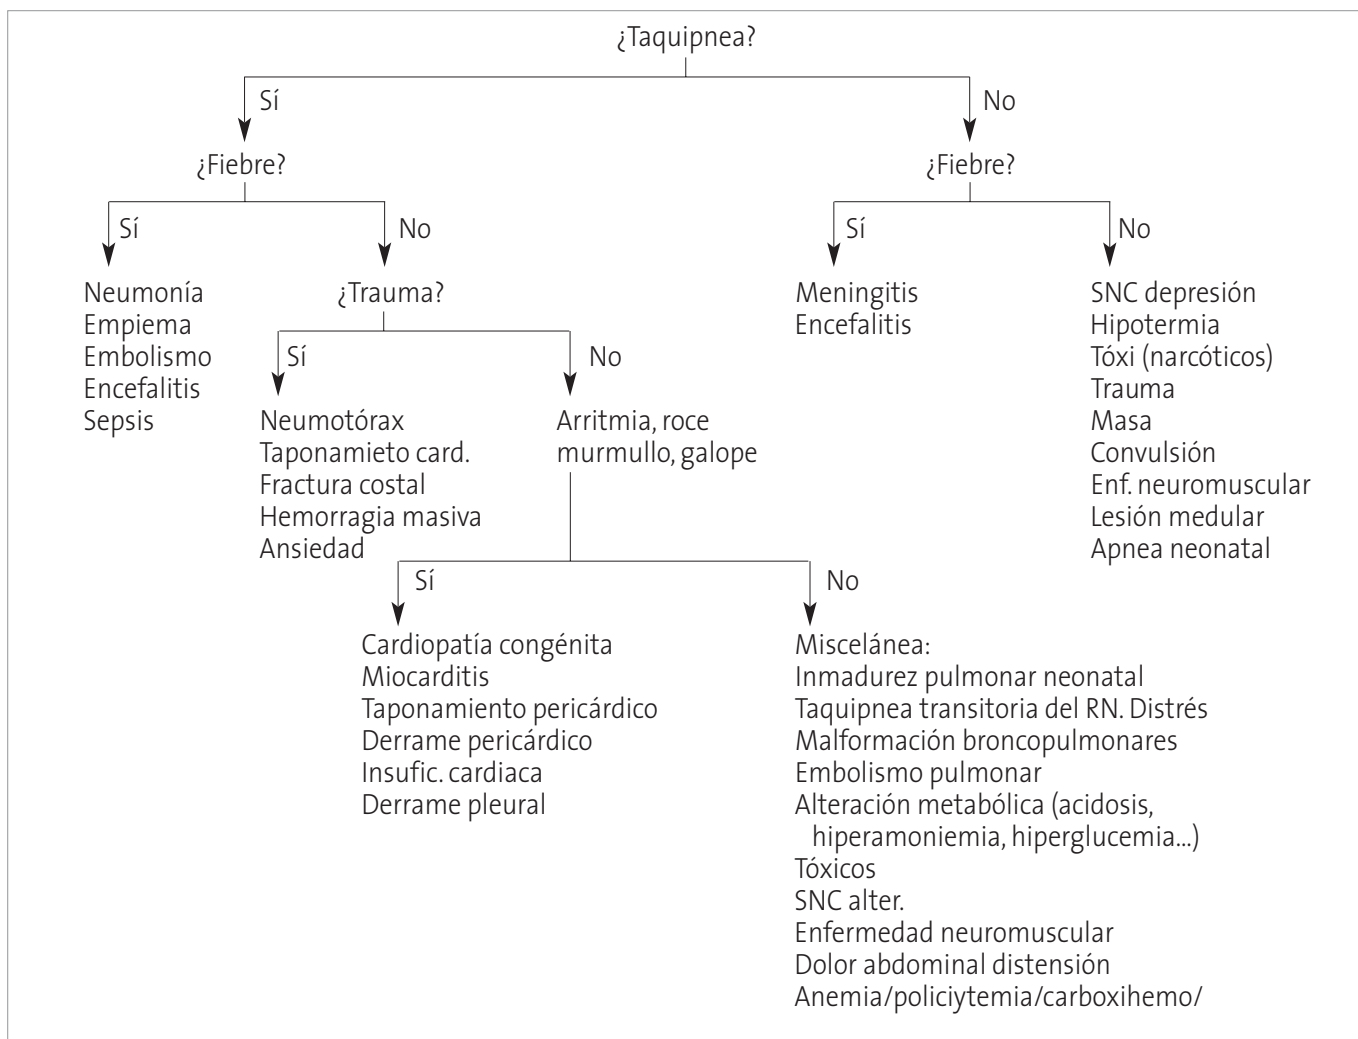 ¿Taquipnea?
Sí
No
¿Fiebre?
¿Fiebre?
Sí
No
Sí
No
Neumonía
Empiema
Embolismo
Encefalitis
Sepsis
¿Trauma?
Meningitis
Encefalitis
SNC depresión
Hipotermia
Tóxi (narcóticos)
Trauma
Masa
Convulsión
Enf. neuromuscular
Lesión medular
Apnea neonatal
Sí
No
Neumotórax
Taponamieto card.
Fractura costal
Hemorragia masiva
Ansiedad
Arritmia, roce
murmullo, galope
Sí
No
Cardiopatía congénita
Miocarditis
Taponamiento pericárdico
Derrame pericárdico
Insufic. cardiaca
Derrame pleural
Miscelánea:
Inmadurez pulmonar neonatal
Taquipnea transitoria del RN. Distrés
Malformación broncopulmonares
Embolismo pulmonar
Alteración metabólica (acidosis,
hiperamoniemia, hiperglucemia...)
Tóxicos
SNC alter.
Enfermedad neuromuscular
Dolor abdominal distensión
Anemia/policiytemia/carboxihemo/